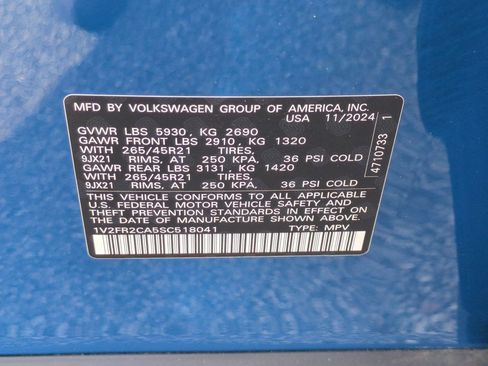 MFD BY VOLKSWAGEN GROUP OF AMERICA, INC.
USA 11/2024
GVWR LBS 5930, KG 2690
GAWR FRONT LBS 2910, KG 1320
WITH 265/45R21 TIRES,
9JX21 RIMS, AT 250 KPA, 36 PSI COLD
GAWR REAR LBS 3131, KG 1420
WITH 265/45R21 TIRES,
9JX21 RIMS, AT 250 KPA, 36 PSI COLD
THIS VEHICLE CONFORMS TO ALL APPLICABLE
U.S. FEDERAL MOTOR VEHICLE SAFETY AND
THEFT PREVENTION STANDARDS IN EFFECT ON THE
DATE OF MANUFACTURE SHOWN ABOVE.
1V2FR2CA5SC518041 TYPE: MPV
4710733 1